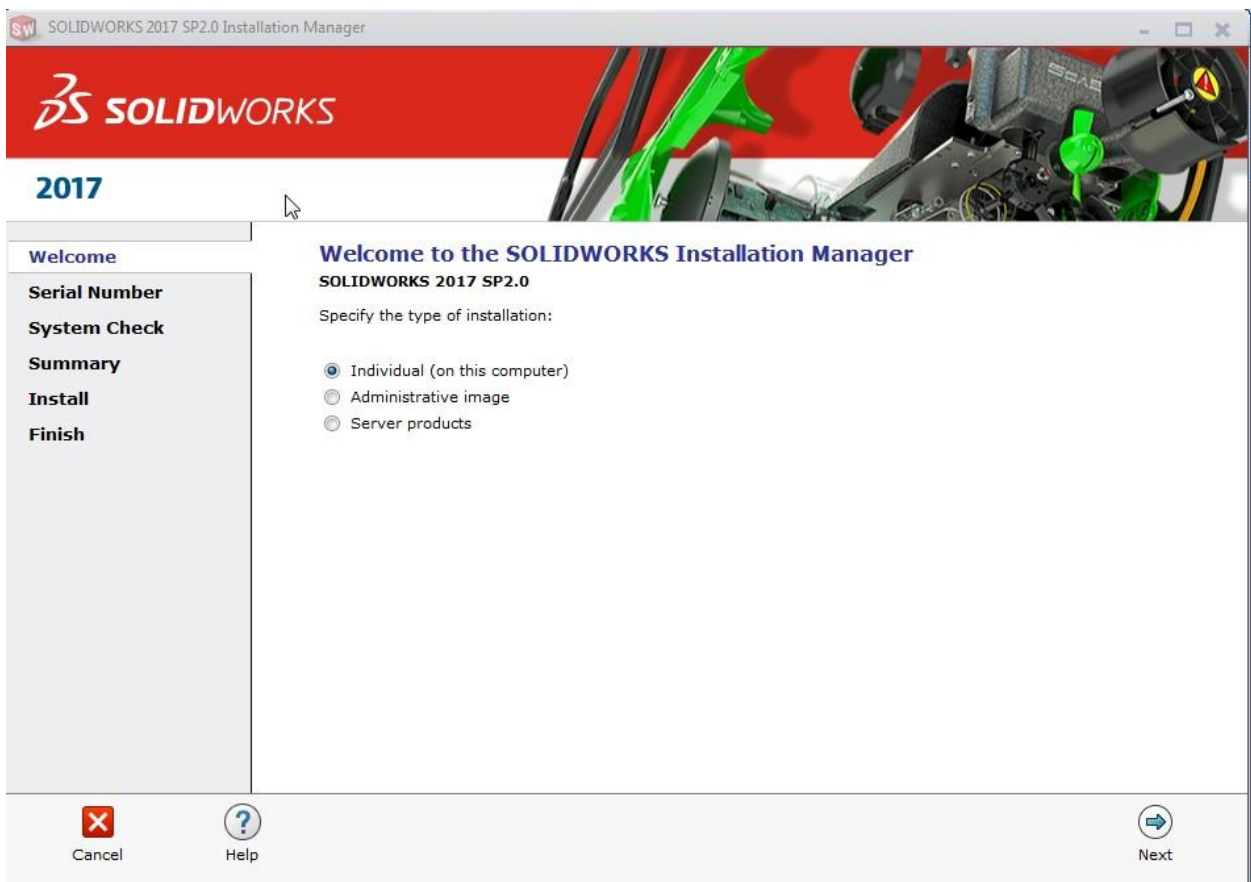 SOLIDWORKS 2017 SP2.0 Installation Manager
SOLIDWORKS
2017
Welcome
Serial Number
System Check
Summary
Install
Finish
Welcome to the SOLIDWORKS Installation Manager
SOLIDWORKS 2017 SP2.0
Specify the type of installation:
Individual (on this computer)
Administrative image
Server products
Cancel
Help
Next